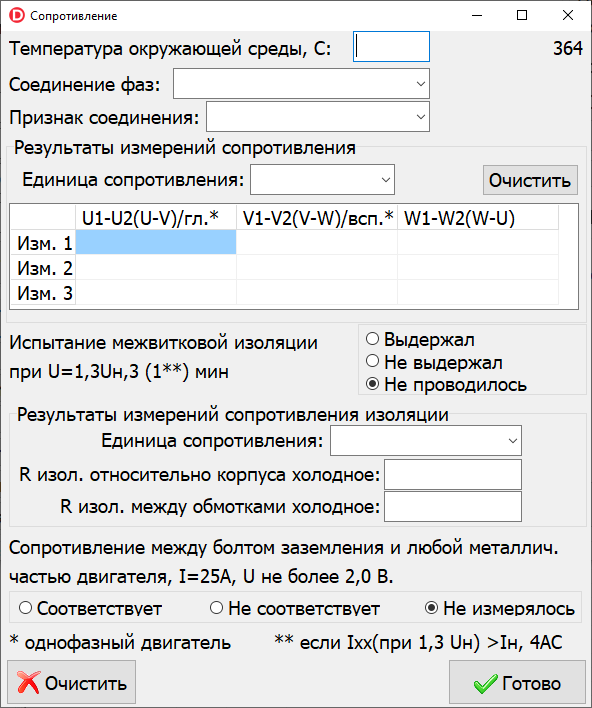 Сопротивление
Температура окружающей среды, С: 364
Соединение фаз:
Признак соединения:
Результаты измерений сопротивления
Единица сопротивления: Очистить
U1-U2(U-V)/гл.* V1-V2(V-W)/всп.* W1-W2(W-U)
Изм. 1
Изм. 2
Изм. 3
Испытание межвитковой изоляции
при U=1,3Uн,3 (1**) мин
Выдержал
Не выдержал
Не проводилось
Результаты измерений сопротивления изоляции
Единица сопротивления:
R изол. относительно корпуса холодное:
R изол. между обмотками холодное:
Сопротивление между болтом заземления и любой металлич.
частью двигателя, I=25А, U не более 2,0 В.
Соответствует Не соответствует Не измерялось
* однофазный двигатель ** если Iхх(при 1,3 Uн) >Iн, 4АС
Очистить Готово